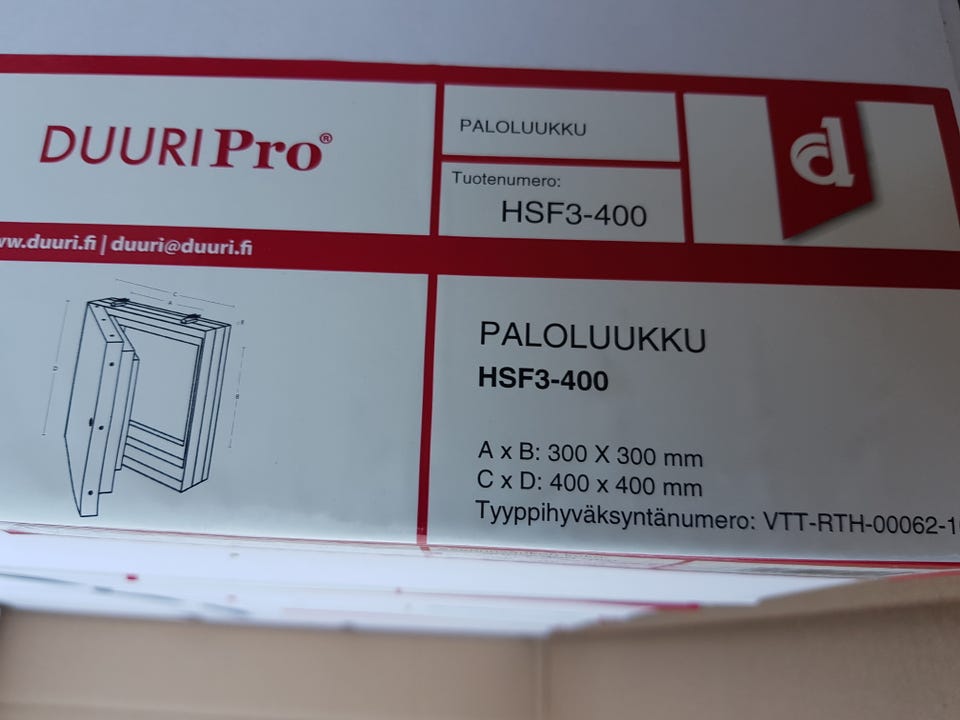 DUURI Pro®
PALOLUUKKU
Tuotenumero:
HSF3-400
d
www.duuri.fi | duuri@duuri.fi
C
A
D
B
E
PALOLUUKKU
HSF3-400
A x B: 300 X 300 mm
C x D: 400 x 400 mm
Tyyppihyväksyntänumero: VTT-RTH-00062-1